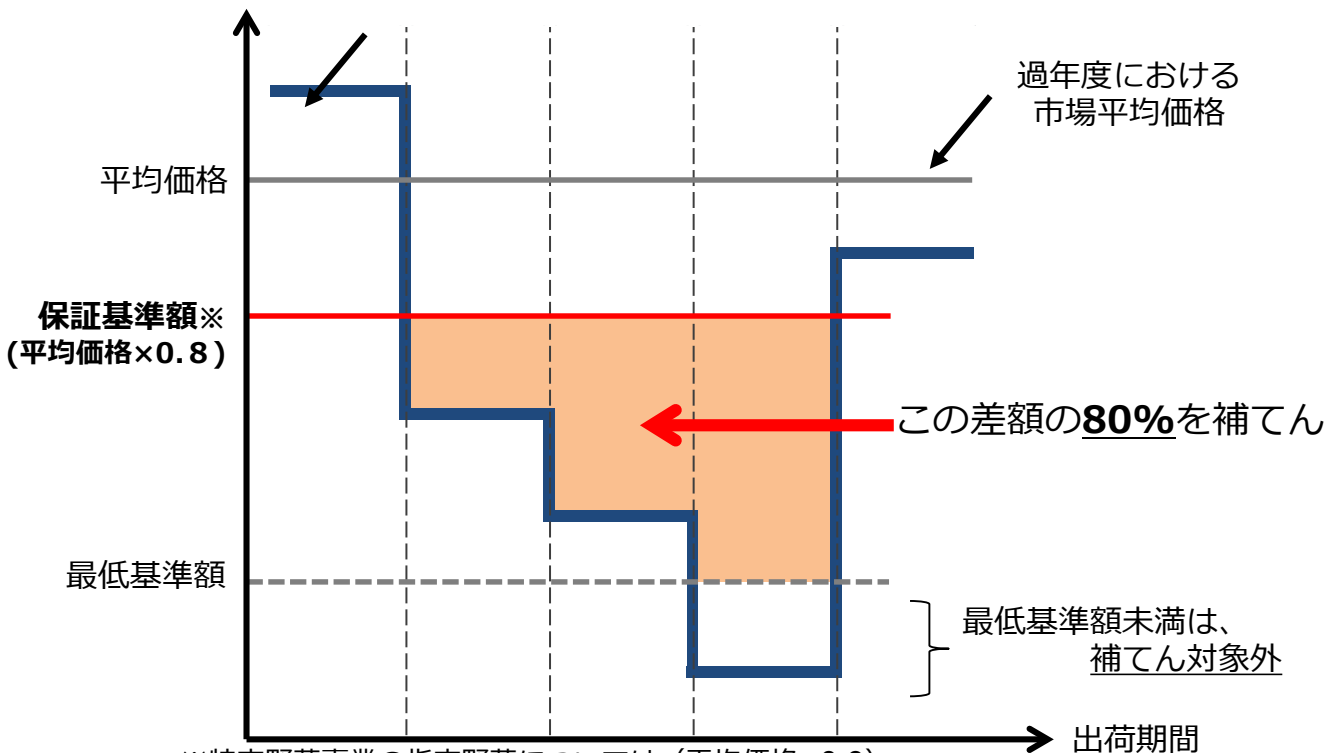 過年度における
市場平均価格
平均価格
保証基準額※
(平均価格×0.8)
この差額の80%を補てん
最低基準額
最低基準額未満は、
補てん対象外
出荷期間